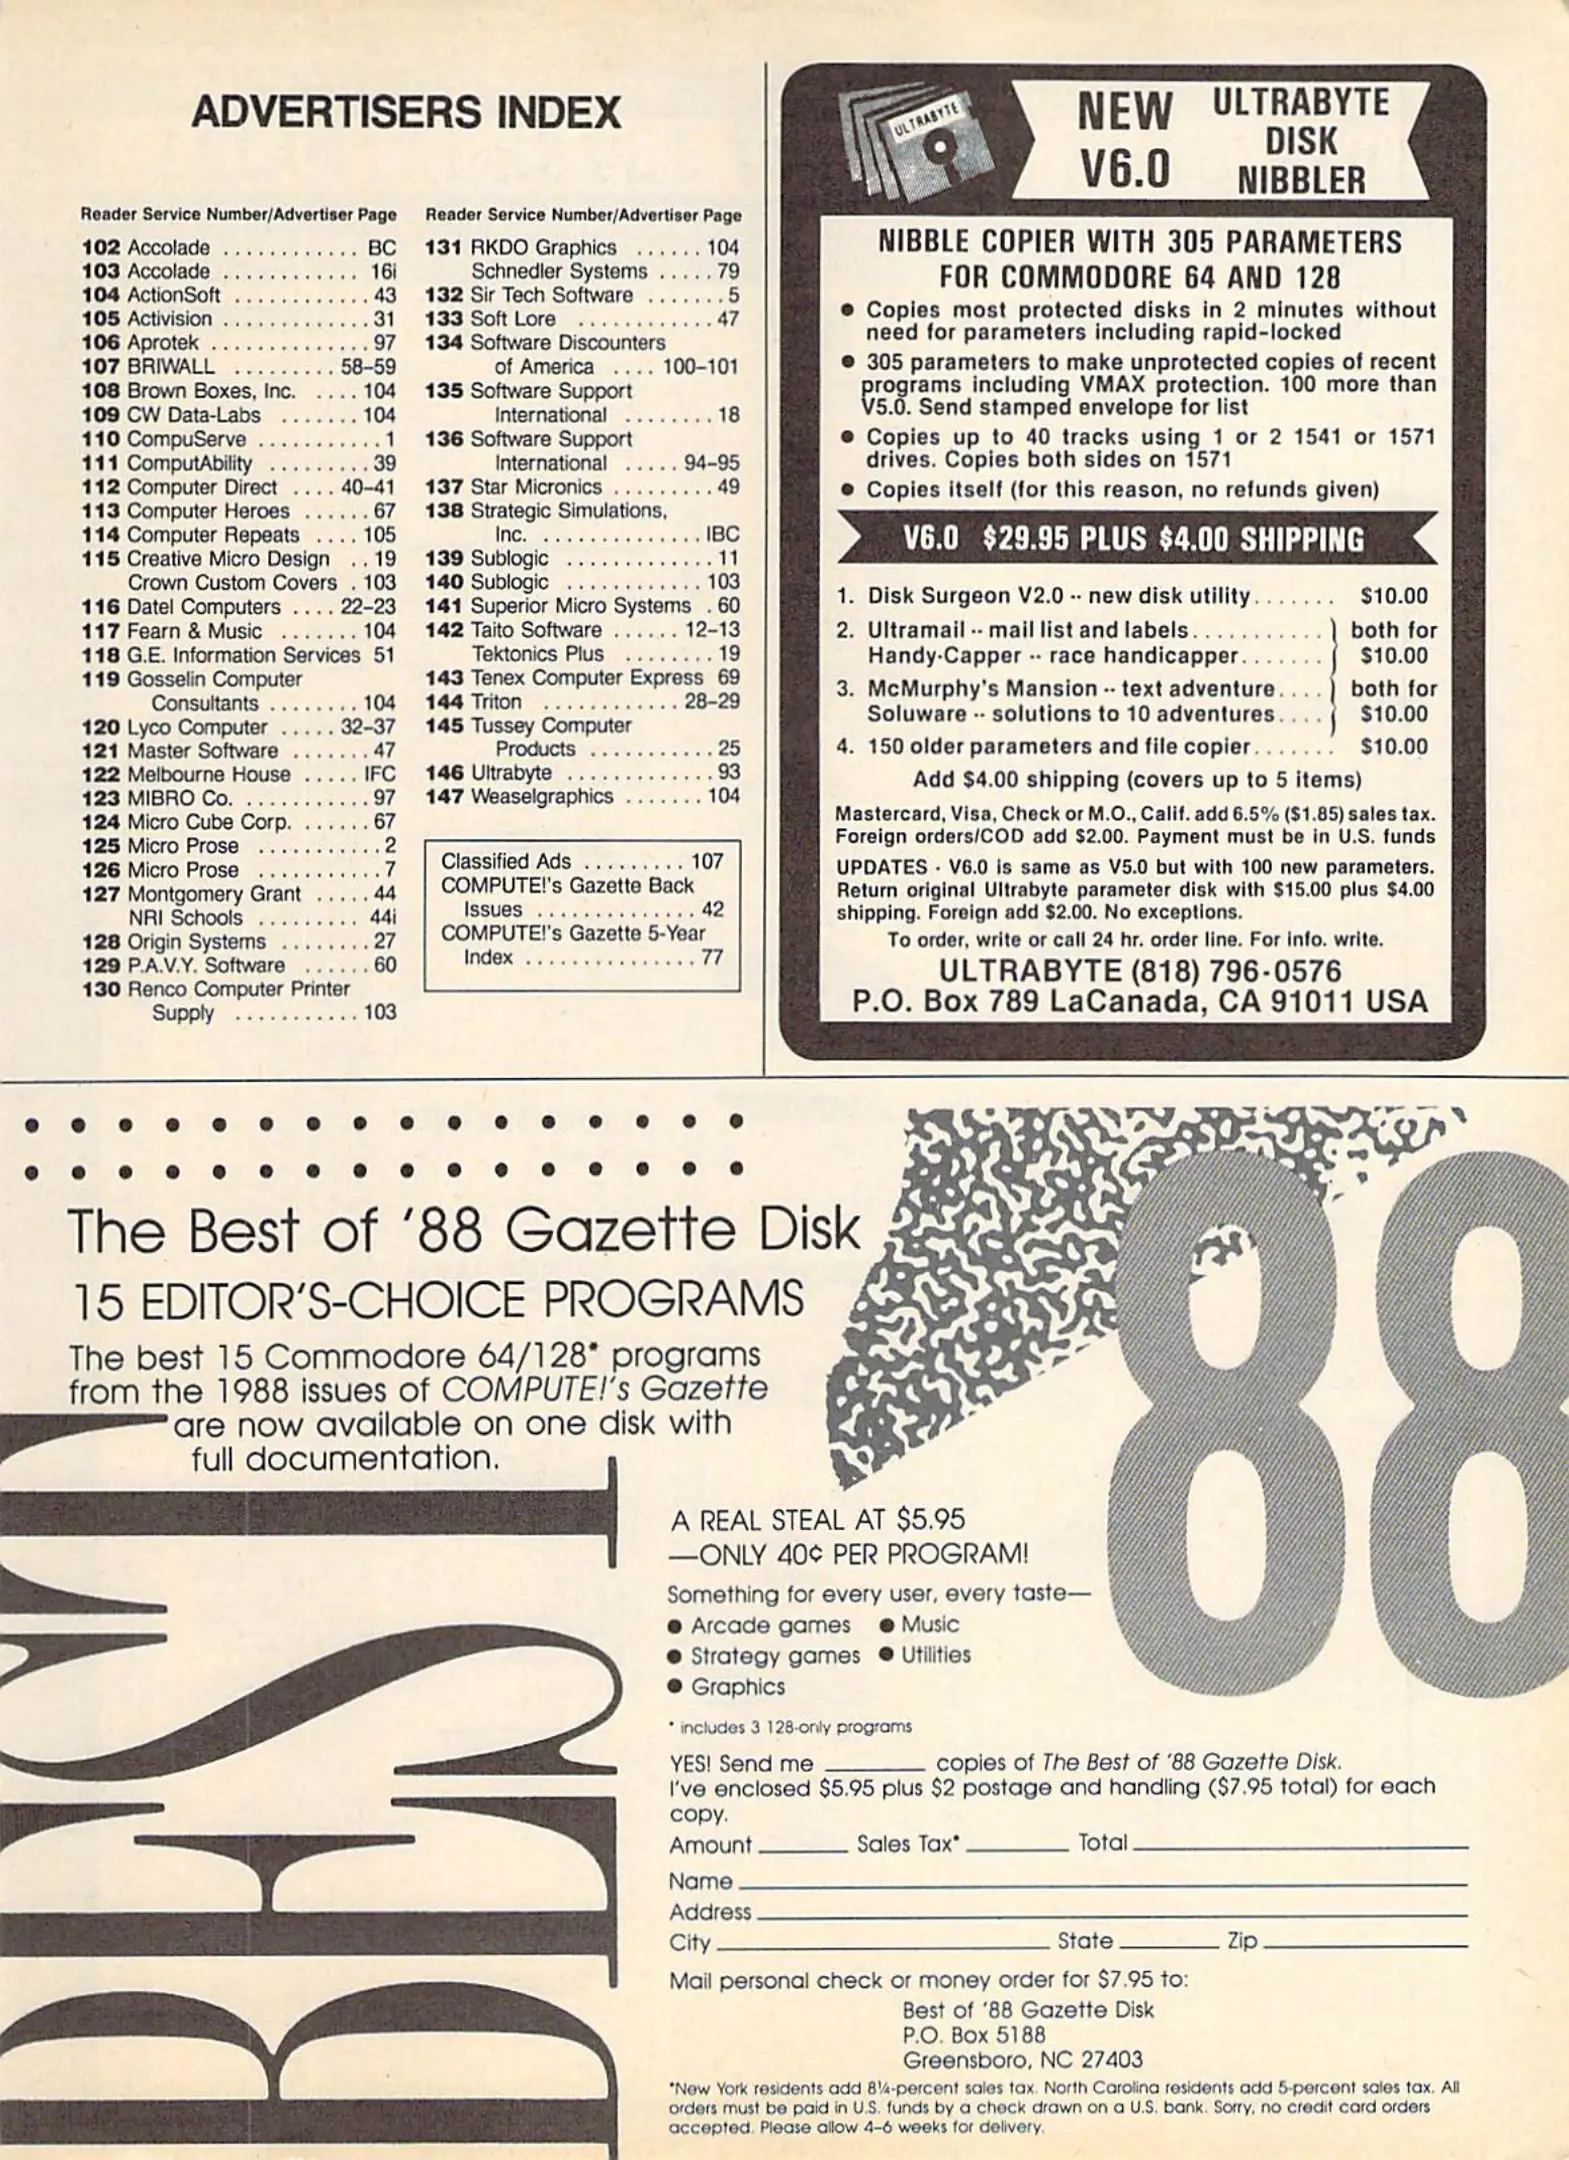 ADVERTISERS INDEX
Reader Service Number/Advertiser Page
102 Accolade ............ BC
103 Accolade ............ 16i
104 ActionSoft ............ 43
105 Activision ............. 31
106 Aprotek .............. 97
107 BRIWALL ......... 58–59
108 Brown Boxes, Inc. .... 104
109 CW Data-Labs ....... 104
110 CompuServe ........... 1
111 ComputAbility ......... 39
112 Computer Direct .... 40–41
113 Computer Heroes ...... 67
114 Computer Repeats .... 105
115 Creative Micro Design .. 19
Crown Custom Covers . 103
116 Datel Computers .... 22–23
117 Fearn & Music ....... 104
118 G.E. Information Services 51
119 Gosselin Computer
Consultants ........ 104
120 Lyco Computer ..... 32–37
121 Master Software ....... 47
122 Melbourne House ..... IFC
123 MIBRO Co. ........... 97
124 Micro Cube Corp. ...... 67
125 Micro Prose ........... 2
126 Micro Prose ........... 7
127 Montgomery Grant ..... 44
NRI Schools ......... 44i
128 Origin Systems ........ 27
129 P.A.V.Y. Software ...... 60
130 Renco Computer Printer
Supply ........... 103
Reader Service Number/Advertiser Page
131 RKDO Graphics ...... 104
Schnedler Systems ..... 79
132 Sir Tech Software ....... 5
133 Soft Lore ............ 47
134 Software Discounters
of America .... 100–101
135 Software Support
International ........ 18
136 Software Support
International ..... 94–95
137 Star Micronics ......... 49
138 Strategic Simulations,
Inc. .............. IBC
139 Sublogic ............. 11
140 Sublogic ............ 103
141 Superior Micro Systems . 60
142 Taito Software ...... 12–13
Tektonics Plus ........ 19
143 Tenex Computer Express 69
144 Triton ............ 28–29
145 Tussey Computer
Products ........... 25
146 Ultrabyte ............. 93
147 Weaselgraphics ....... 104
Classified Ads ......... 107
COMPUTE!'s Gazette Back
Issues .............. 42
COMPUTE!'s Gazette 5-Year
Index ............... 77
ULTRABYTE
NEW
V6.0
ULTRABYTE
DISK
NIBBLER
NIBBLE COPIER WITH 305 PARAMETERS
FOR COMMODORE 64 AND 128
● Copies most protected disks in 2 minutes without
need for parameters including rapid-locked
● 305 parameters to make unprotected copies of recent
programs including VMAX protection. 100 more than
V5.0. Send stamped envelope for list
● Copies up to 40 tracks using 1 or 2 1541 or 1571
drives. Copies both sides on 1571
● Copies itself (for this reason, no refunds given)
V6.0 $29.95 PLUS $4.00 SHIPPING
1. Disk Surgeon V2.0 -- new disk utility....... $10.00
2. Ultramail -- mail list and labels........... } both for
Handy-Capper -- race handicapper....... } $10.00
3. McMurphy's Mansion -- text adventure.... } both for
Soluware -- solutions to 10 adventures.... } $10.00
4. 150 older parameters and file copier....... $10.00
Add $4.00 shipping (covers up to 5 items)
Mastercard, Visa, Check or M.O., Calif. add 6.5% ($1.85) sales tax.
Foreign orders/COD add $2.00. Payment must be in U.S. funds
UPDATES - V6.0 is same as V5.0 but with 100 new parameters.
Return original Ultrabyte parameter disk with $15.00 plus $4.00
shipping. Foreign add $2.00. No exceptions.
To order, write or call 24 hr. order line. For info. write.
ULTRABYTE (818) 796-0576
P.O. Box 789 LaCanada, CA 91011 USA
The Best of '88 Gazette Disk
15 EDITOR'S-CHOICE PROGRAMS
The best 15 Commodore 64/128* programs
from the 1988 issues of COMPUTE!'s Gazette
are now available on one disk with
full documentation.
BEST
88
A REAL STEAL AT $5.95
—ONLY 40¢ PER PROGRAM!
Something for every user, every taste—
● Arcade games ● Music
● Strategy games ● Utilities
● Graphics
* includes 3 128-only programs
YES! Send me ________ copies of The Best of '88 Gazette Disk.
I've enclosed $5.95 plus $2 postage and handling ($7.95 total) for each
copy.
Amount ________ Sales Tax* ________ Total ________
Name ________
Address ________
City ________ State ________ Zip ________
Mail personal check or money order for $7.95 to:
Best of '88 Gazette Disk
P.O. Box 5188
Greensboro, NC 27403
*New York residents add 8¼-percent sales tax. North Carolina residents add 5-percent sales tax. All
orders must be paid in U.S. funds by a check drawn on a U.S. bank. Sorry, no credit card orders
accepted. Please allow 4–6 weeks for delivery.